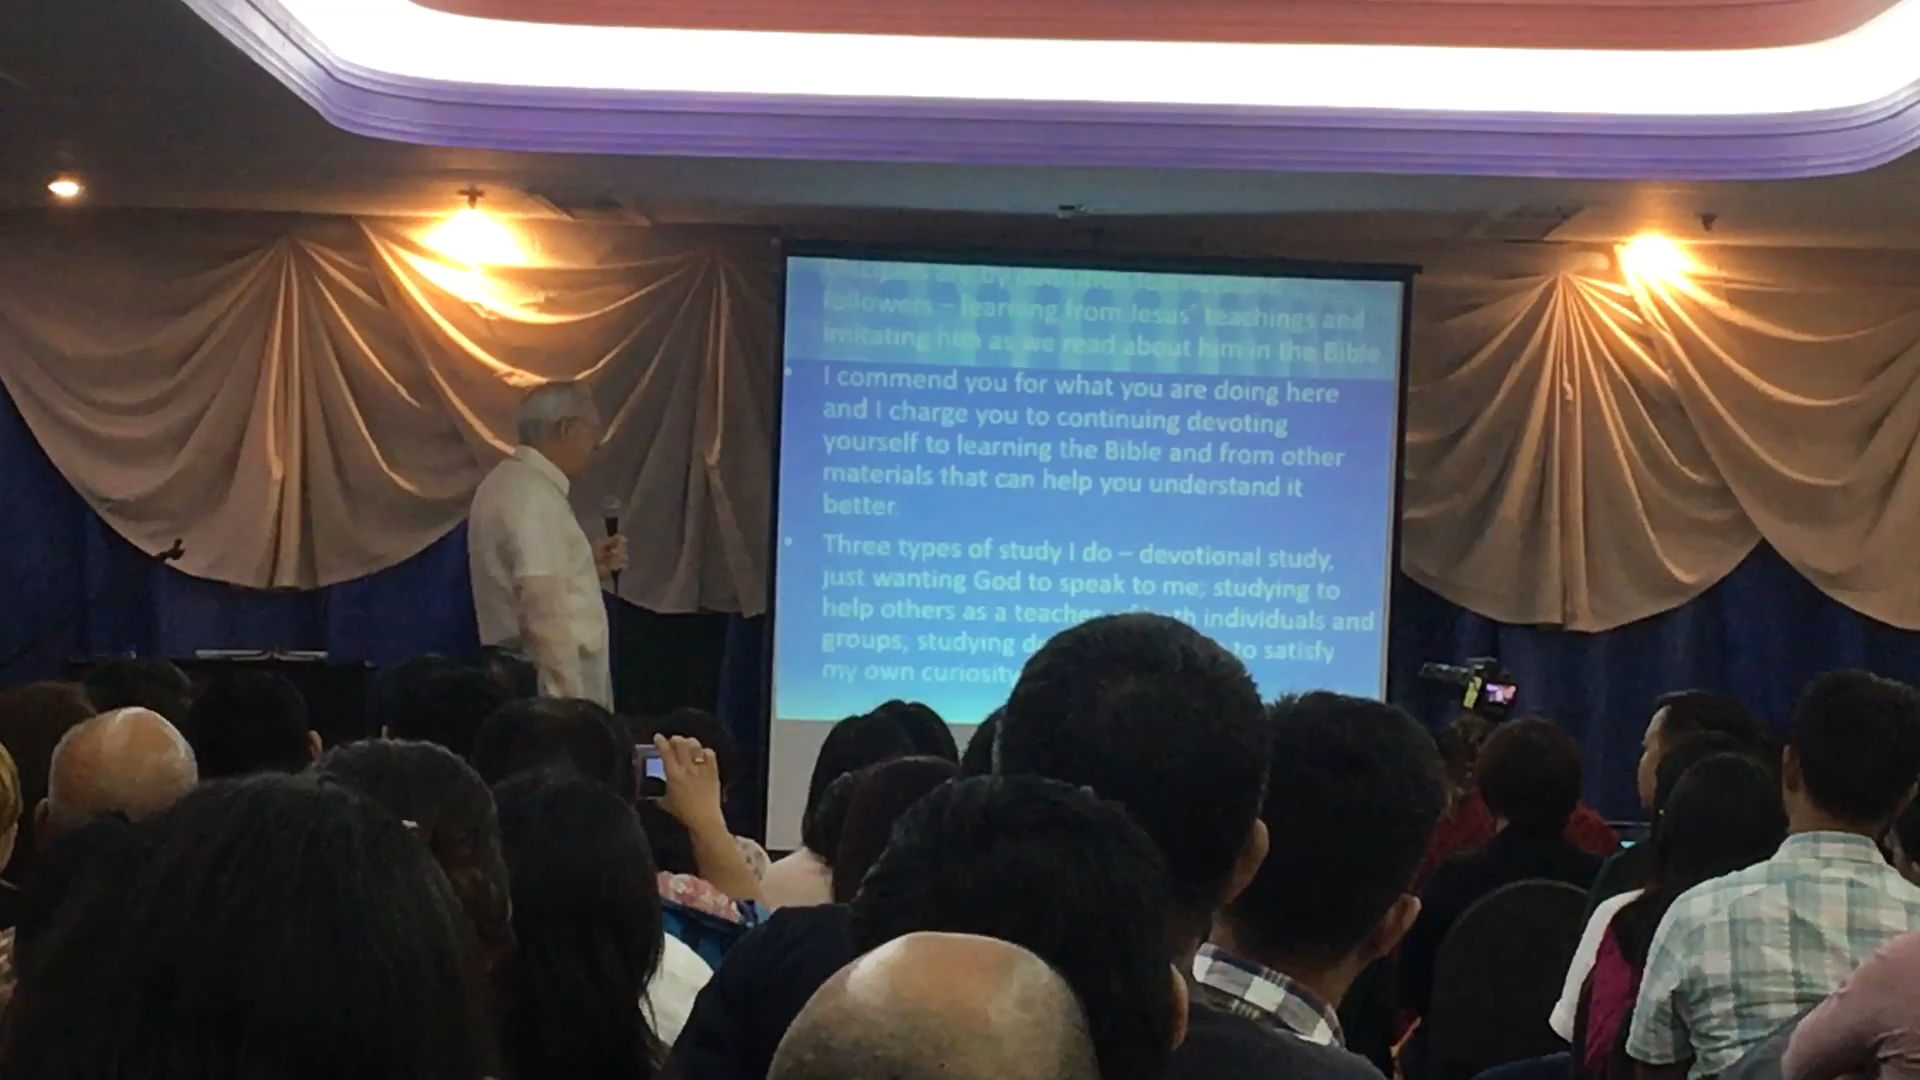 followers – learning from Jesus' teachings and
imitating him as we read about him in the Bible
• I commend you for what you are doing here
and I charge you to continuing devoting
yourself to learning the Bible and from other
materials that can help you understand it
better.
• Three types of study I do – devotional study,
just wanting God to speak to me; studying to
help others as a individuals and
groups, studying to satisfy
my own curiosity